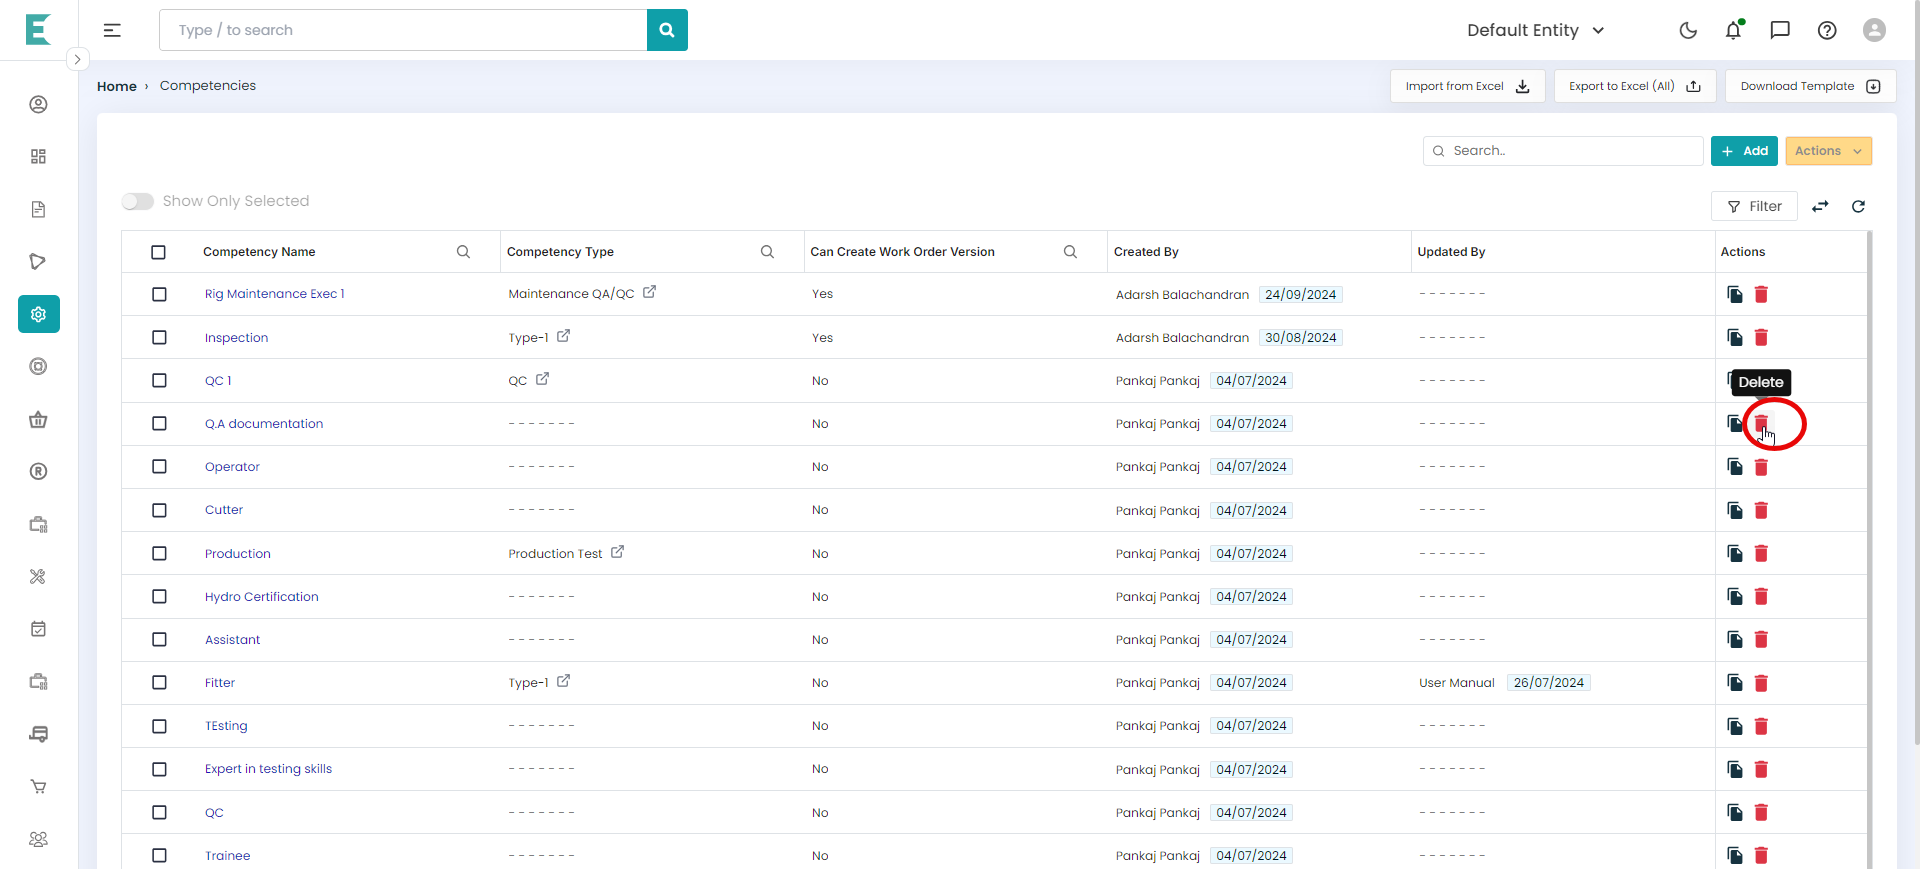 Type / to search
Default Entity
Home › Competencies
Import from Excel
Export to Excel (All)
Download Template
Search..
+ Add
Actions
Show Only Selected
Filter
Competency Name Competency Type Can Create Work Order Version Created By Updated By Actions
Rig Maintenance Exec 1 Maintenance QA/QC Yes Adarsh Balachandran 24/09/2024 -------
Inspection Type-1 Yes Adarsh Balachandran 30/08/2024 -------
QC 1 QC No Pankaj Pankaj 04/07/2024 -------
Delete
Q.A documentation ------- No Pankaj Pankaj 04/07/2024 -------
Operator ------- No Pankaj Pankaj 04/07/2024 -------
Cutter ------- No Pankaj Pankaj 04/07/2024 -------
Production Production Test No Pankaj Pankaj 04/07/2024 -------
Hydro Certification ------- No Pankaj Pankaj 04/07/2024 -------
Assistant ------- No Pankaj Pankaj 04/07/2024 -------
Fitter Type-1 No Pankaj Pankaj 04/07/2024 User Manual 26/07/2024
TEsting ------- No Pankaj Pankaj 04/07/2024 -------
Expert in testing skills ------- No Pankaj Pankaj 04/07/2024 -------
QC ------- No Pankaj Pankaj 04/07/2024 -------
Trainee ------- No Pankaj Pankaj 04/07/2024 -------